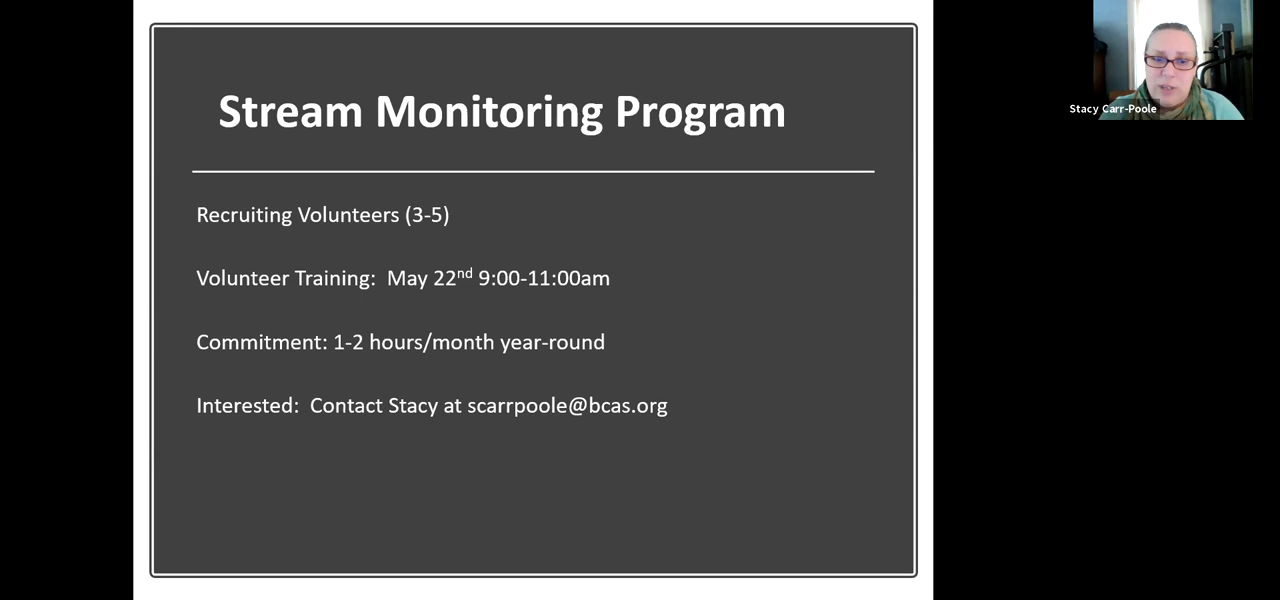 Stream Monitoring Program
Recruiting Volunteers (3-5)
Volunteer Training:  May 22nd 9:00-11:00am
Commitment: 1-2 hours/month year-round
Interested:  Contact Stacy at scarrpoole@bcas.org
Stacy Carr-Poole